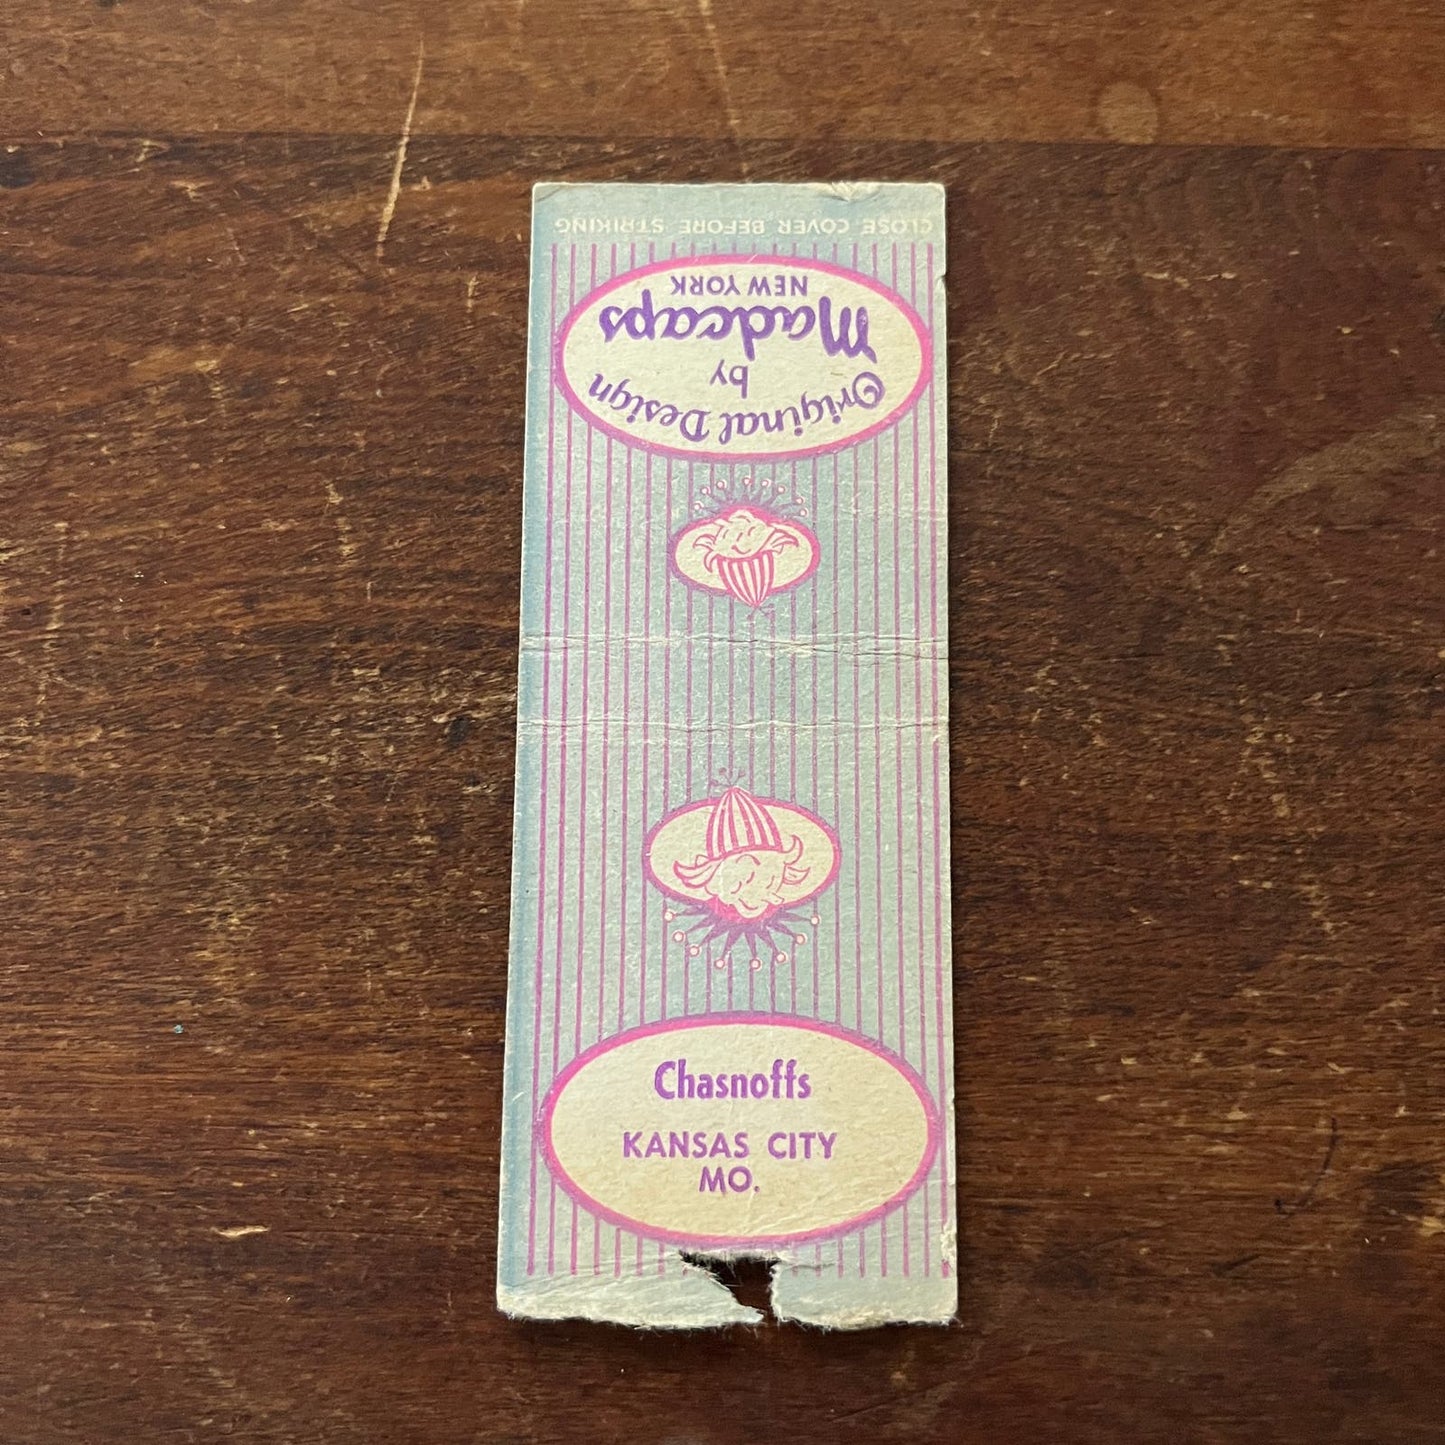 CLOSE COVER BEFORE STRIKING
Original Design
by
Madcaps
NEW YORK
Chasnoffs
KANSAS CITY
MO.